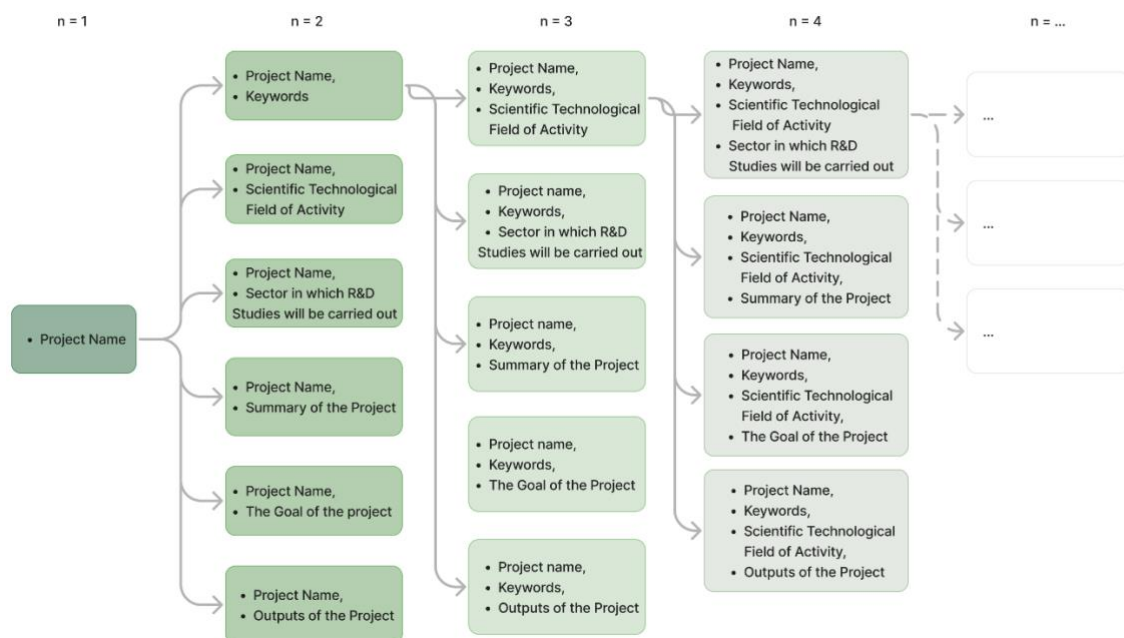 n = 1
n = 2
n = 3
n = 4
n = ...
• Project Name
• Project Name,
• Keywords
• Project Name,
• Scientific Technological
Field of Activity
• Project Name,
• Sector in which R&D
Studies will be carried out
• Project Name,
• Summary of the Project
• Project Name,
• The Goal of the project
• Project Name,
• Outputs of the Project
• Project Name,
• Keywords,
• Scientific Technological
Field of Activity
• Project name,
• Keywords,
• Sector in which R&D
Studies will be carried out
• Project name,
• Keywords,
• Summary of the Project
• Project name,
• Keywords,
• The Goal of the Project
• Project name,
• Keywords,
• Outputs of the Project
• Project Name,
• Keywords,
• Scientific Technological
Field of Activity
• Sector in which R&D
Studies will be carried out
• Project Name,
• Keywords,
• Scientific Technological
Field of Activity,
• Summary of the Project
• Project Name,
• Keywords,
• Scientific Technological
Field of Activity,
• The Goal of the Project
• Project Name,
• Keywords,
• Scientific Technological
Field of Activity,
• Outputs of the Project
...
...
...